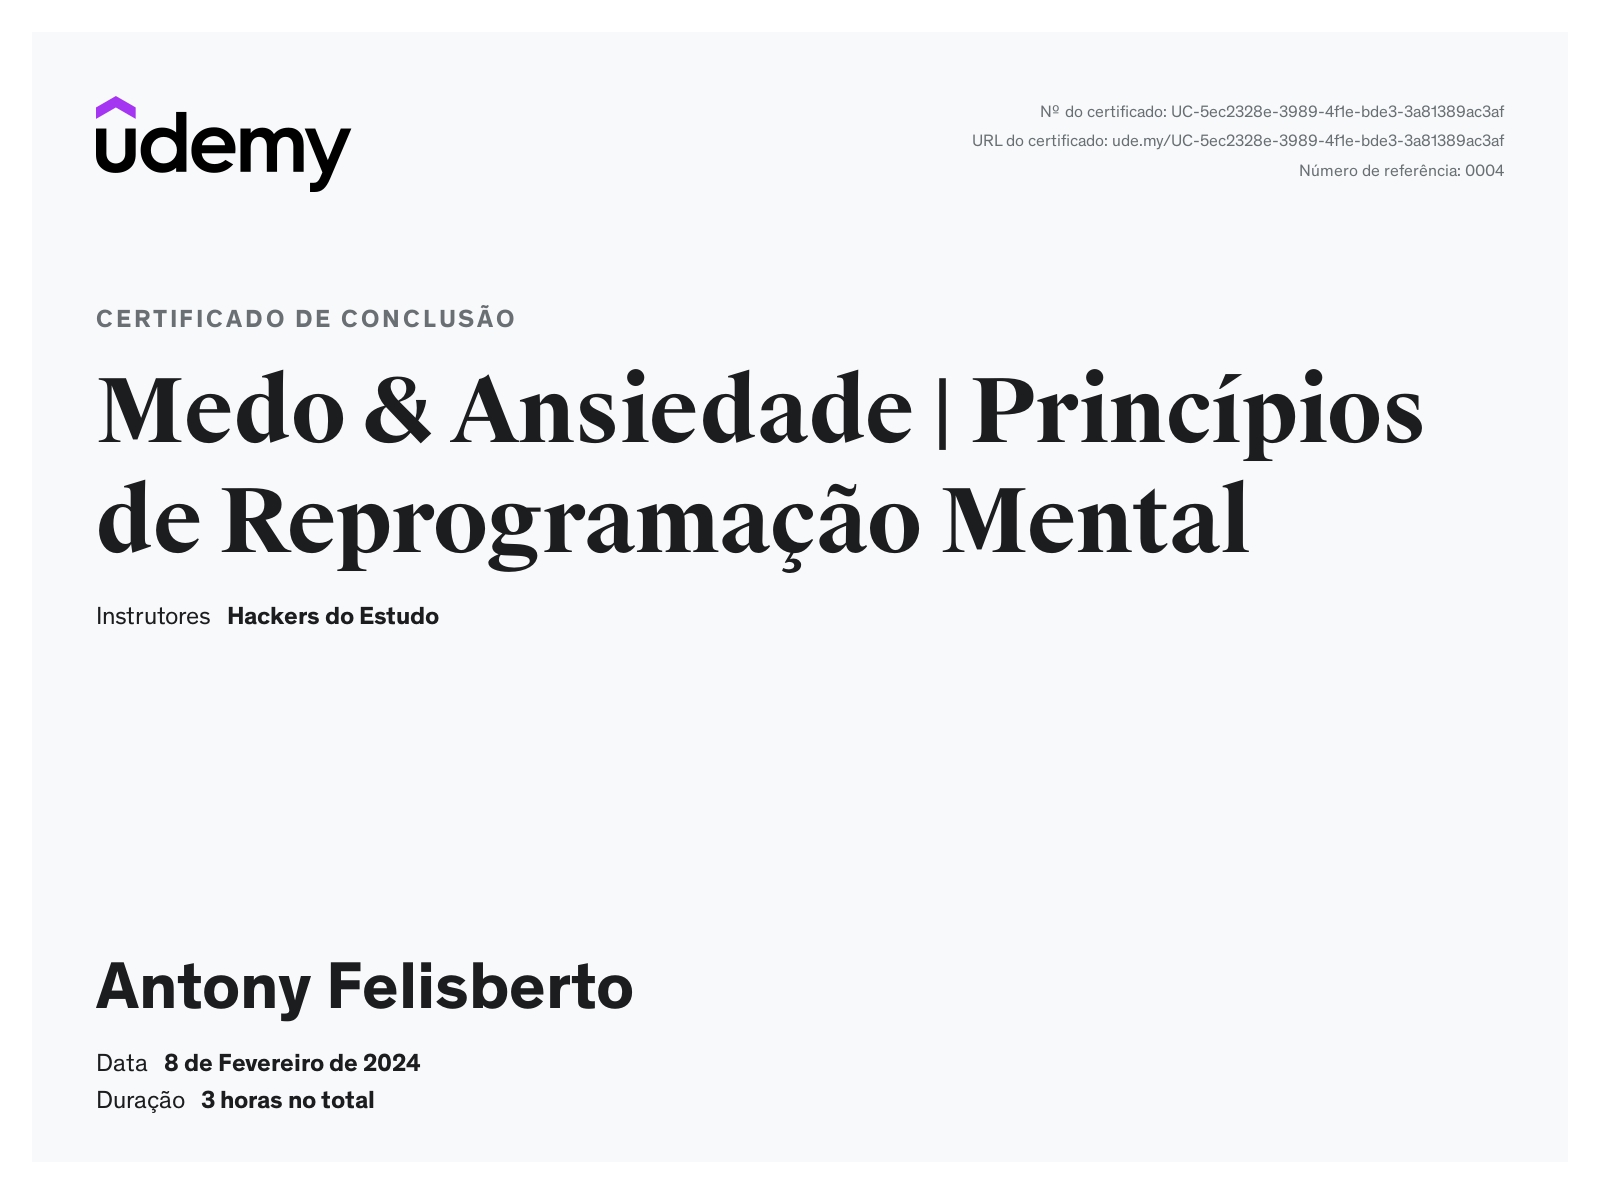 udemy
Nº do certificado: UC-5ec2328e-3989-4f1e-bde3-3a81389ac3af
URL do certificado: ude.my/UC-5ec2328e-3989-4f1e-bde3-3a81389ac3af
Número de referência: 0004
CERTIFICADO DE CONCLUSÃO
Medo & Ansiedade | Princípios
de Reprogramação Mental
Instrutores Hackers do Estudo
Antony Felisberto
Data 8 de Fevereiro de 2024
Duração 3 horas no total